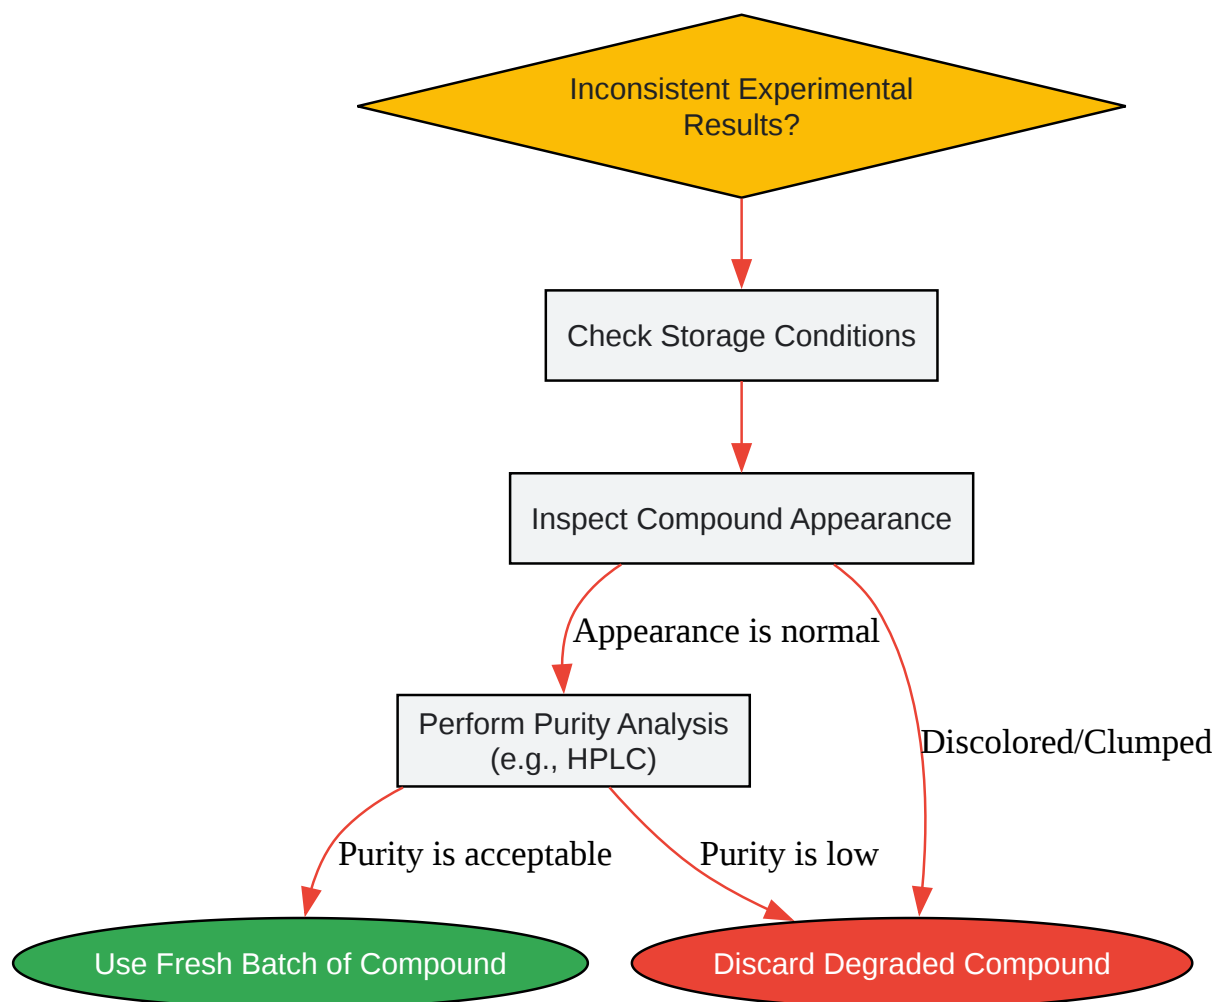 Inconsistent Experimental
Results?
Check Storage Conditions
Inspect Compound Appearance
Appearance is normal
Perform Purity Analysis
(e.g., HPLC)
Discolored/Clumped
Purity is acceptable
Purity is low
Use Fresh Batch of Compound
Discard Degraded Compound